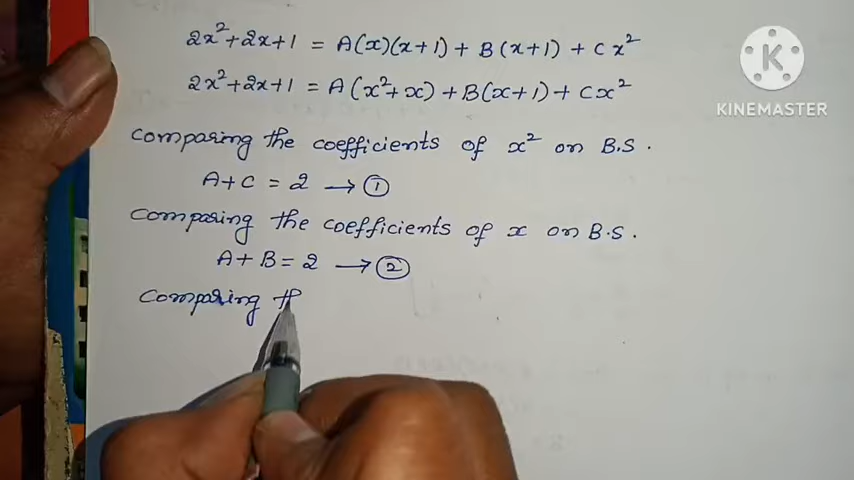 2x²+2x+1 = A(x)(x+1) + B(x+1) + Cx²
2x²+2x+1 = A(x²+x) + B(x+1) + Cx²
K
KINEMASTER
Comparing the coefficients of x² on B.S.
A+C = 2 → ①
Comparing the coefficients of x on B.S.
A+B = 2 → ②
Comparing th